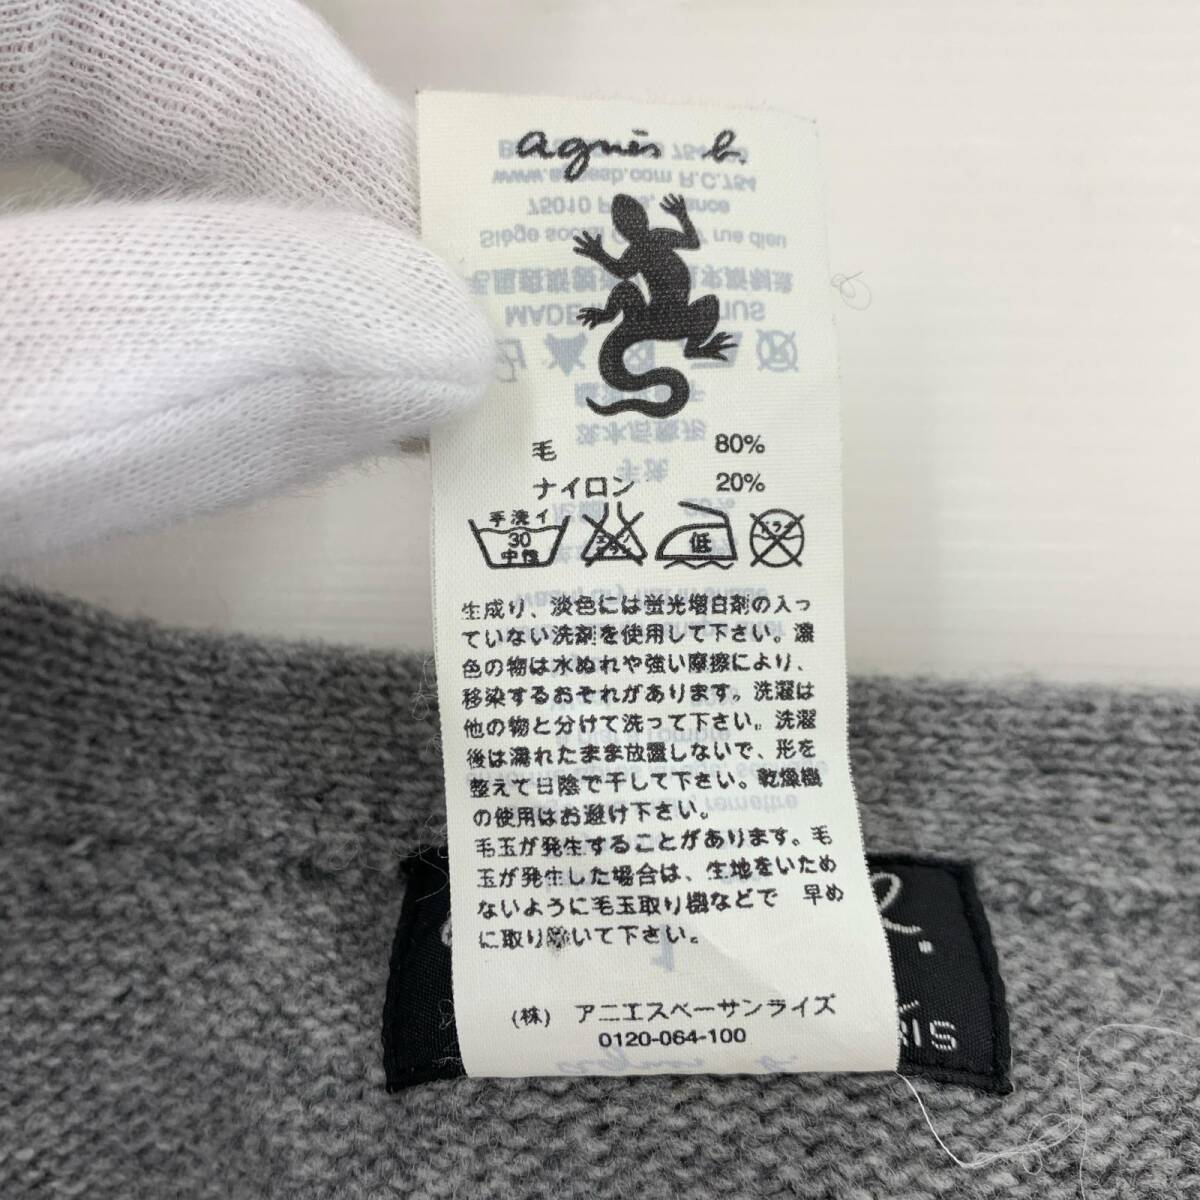 agnès b.
毛 80%
ナイロン 20%
手洗イ
30
中性
エンソ
サラシ
低
ドライ
生成り、淡色には蛍光増白剤の入っ
ていない洗剤を使用して下さい。濃
色の物は水ぬれや強い摩擦により、
移染するおそれがあります。洗濯は
他の物と分けて洗って下さい。洗濯
後は濡れたまま放置しないで、形を
整えて日陰で干して下さい。乾燥機
の使用はお避け下さい。
毛玉が発生することがあります。毛
玉が発生した場合は、生地をいため
ないように毛玉取り機などで 早め
に取り除いて下さい。
(株) アニエスベーサンライズ
0120-064-100